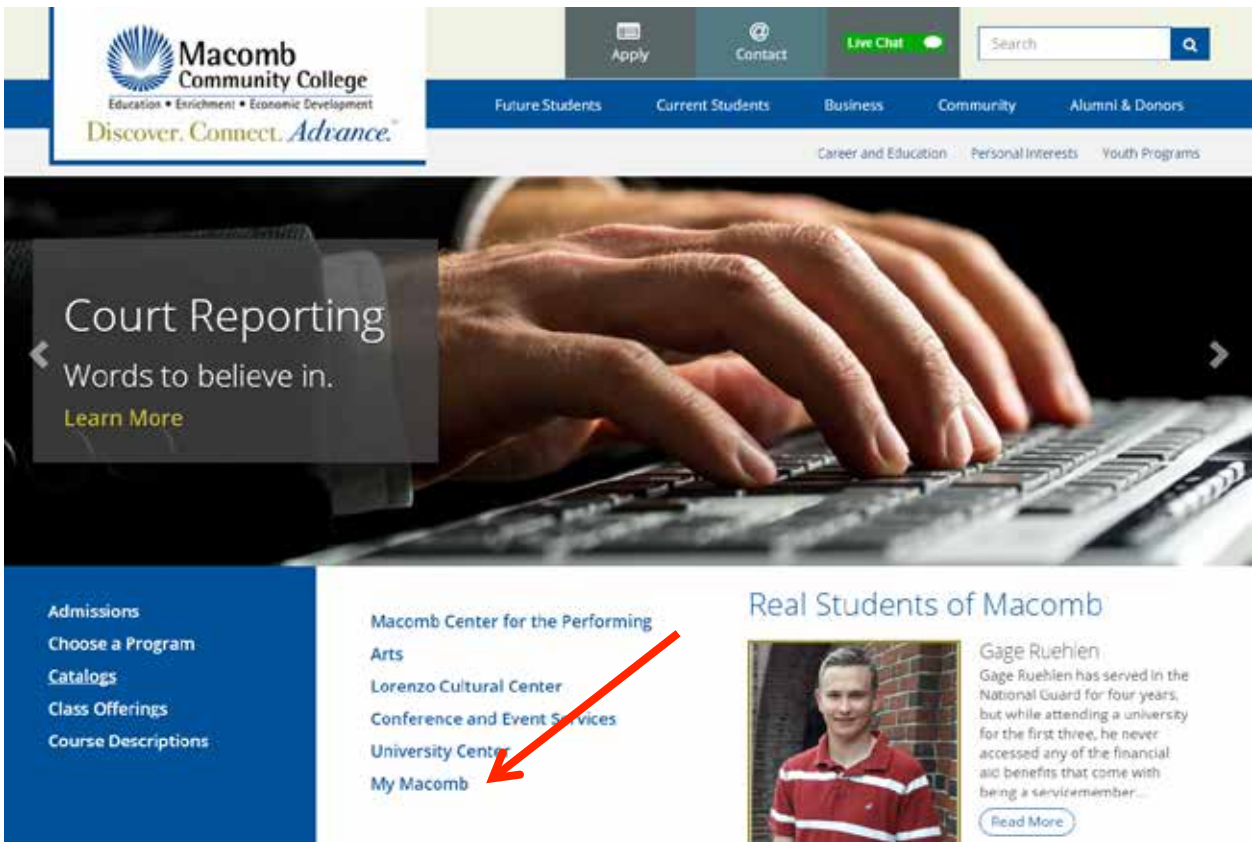 Macomb
Community College
Education • Enrichment • Economic Development
Discover. Connect. Advance.
Apply
@
Contact
Live Chat
Search
Future Students Current Students Business Community Alumni & Donors
Career and Education Personal Interests Youth Programs
Court Reporting
Words to believe in.
Learn More
Admissions
Choose a Program
Catalogs
Class Offerings
Course Descriptions
Macomb Center for the Performing
Arts
Lorenzo Cultural Center
Conference and Event Services
University Center
My Macomb
Real Students of Macomb
Gage Ruehlen
Gage Ruehlen has served in the
National Guard for four years,
but while attending a university
for the first three, he never
accessed any of the financial
aid benefits that come with
being a servicemember...
Read More